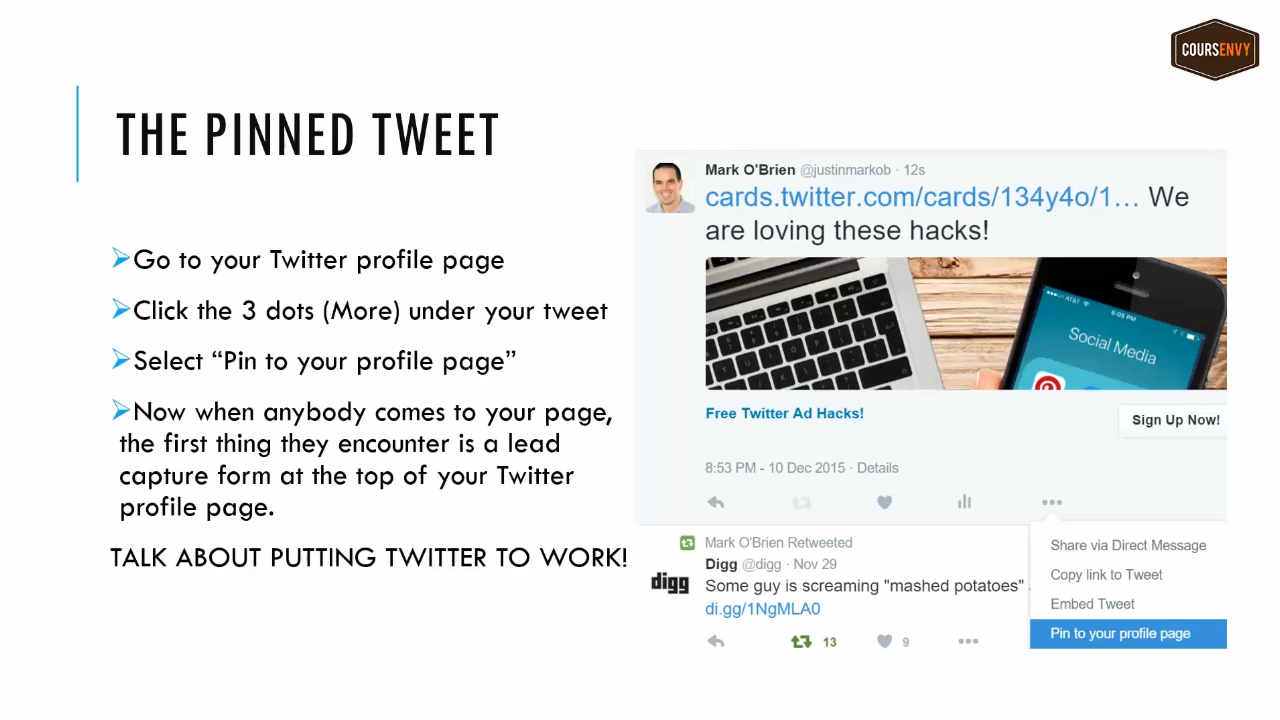 COURSENVY
THE PINNED TWEET
Go to your Twitter profile page
Click the 3 dots (More) under your tweet
Select “Pin to your profile page”
Now when anybody comes to your page,
the first thing they encounter is a lead
capture form at the top of your Twitter
profile page.
TALK ABOUT PUTTING TWITTER TO WORK!
Mark O'Brien @justinmarkob · 12s
cards.twitter.com/cards/134y4o/1… We
are loving these hacks!
AT&T
6:05 PM
Social Media
Free Twitter Ad Hacks!
Sign Up Now!
8:53 PM - 10 Dec 2015 · Details
Mark O'Brien Retweeted
Digg @digg · Nov 29
digg
Some guy is screaming "mashed potatoes"
di.gg/1NgMLA0
13
9
Share via Direct Message
Copy link to Tweet
Embed Tweet
Pin to your profile page